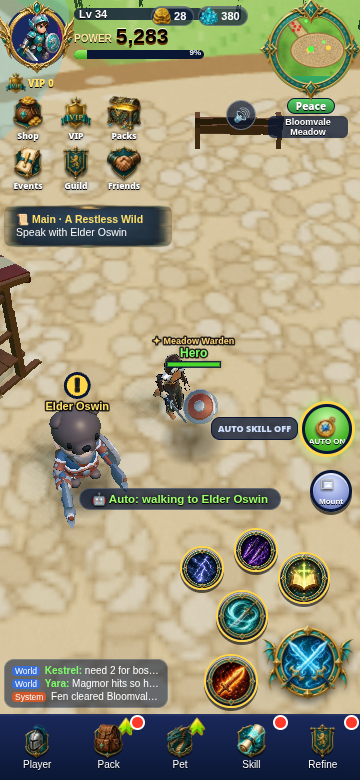 Lv 34
28
380
POWER 5,283
9%
VIP 0
VIP
Shop
VIP
Packs
Events
Guild
Friends
Peace
Bloomvale
Meadow
Main · A Restless Wild
Speak with Elder Oswin
Meadow Warden
Hero
Elder Oswin
AUTO SKILL OFF
AUTO ON
Mount
Auto: walking to Elder Oswin
World Kestrel: need 2 for bos...
World Yara: Magmor hits so h...
System Fen cleared Bloomval...
Player
Pack
Pet
Skill
Refine